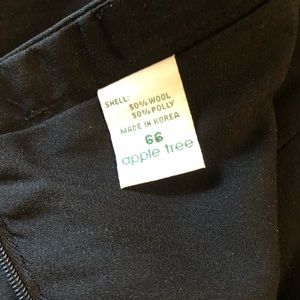 SHELL:
50% WOOL
50% POLLY
MADE IN KOREA
66
apple tree